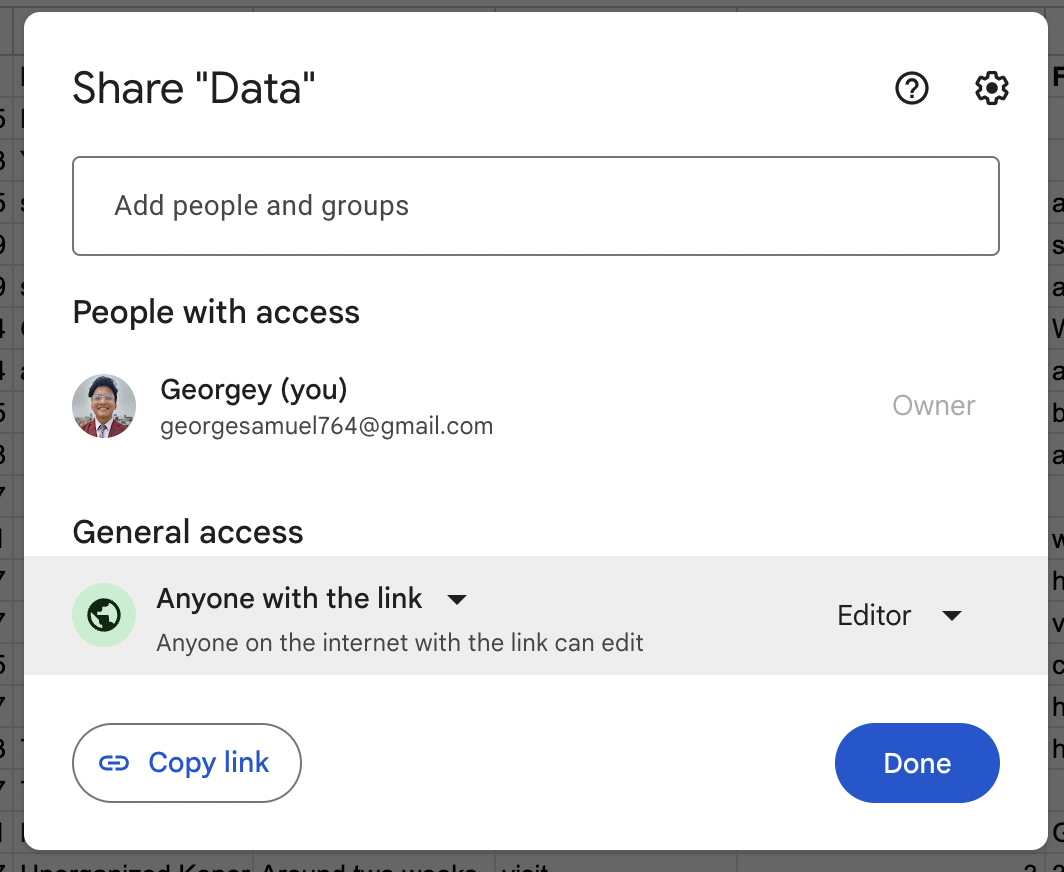 Share "Data"
Add people and groups
People with access
Georgey (you)
georgesamuel764@gmail.com
Owner
General access
Anyone with the link
Anyone on the internet with the link can edit
Editor
Copy link
Done